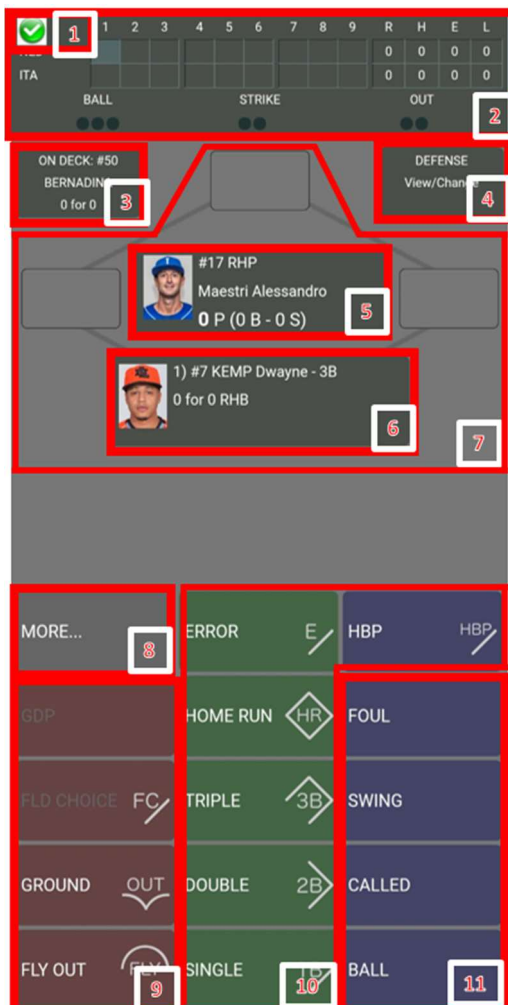 1 1 2 3 4 5 6 7 8 9 R H E L
0 0 0 0
ITA 0 0 0 0
BALL STRIKE OUT
2
ON DECK: #50
0 for 0
3
DEFENSE
View/Change
4
#17 RHP
Maestri Alessandro
0 P (0 B - 0 S)
5
1) #7 KEMP Dwayne - 3B
0 for 0 RHB
6
7
MORE...
8
ERROR E
HBP HBP
GDP
HOME RUN HR
FOUL
FLD CHOICE FC
TRIPLE 3B
SWING
GROUND OUT
DOUBLE 2B
CALLED
FLY OUT FLY
9
SINGLE 1B
10
BALL
11